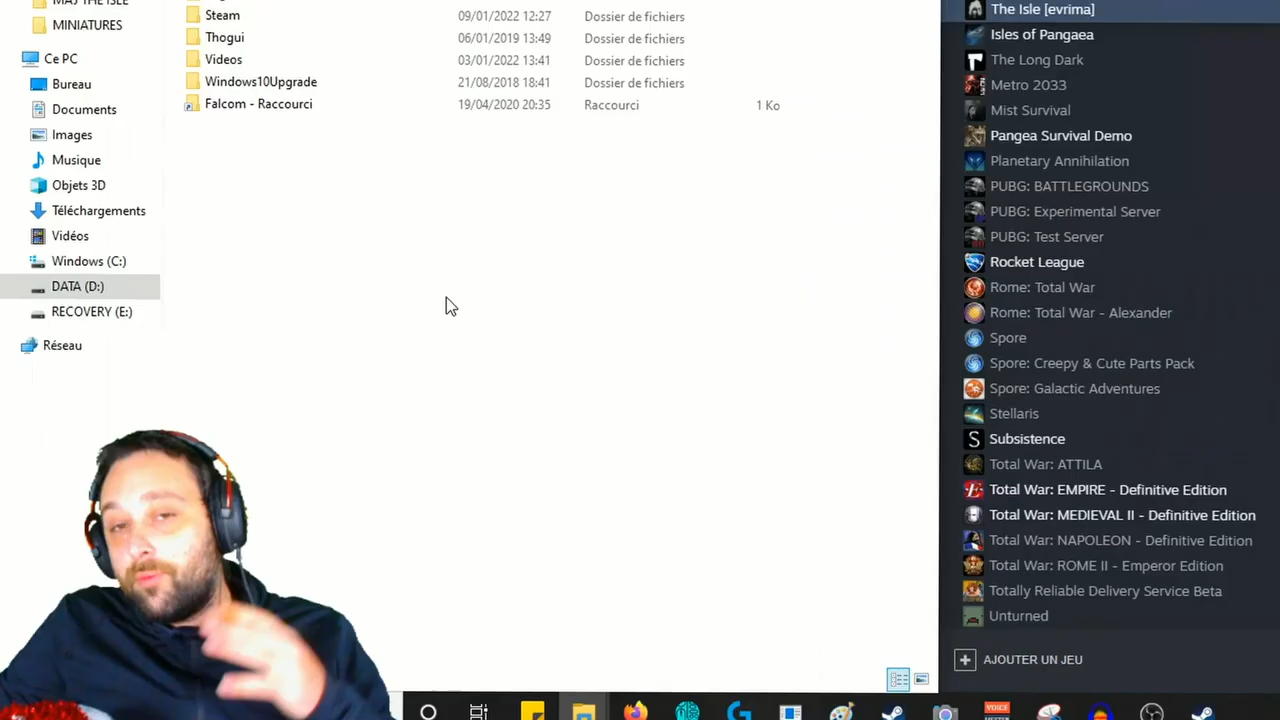 MAJ THE ISLE
MINIATURES
Ce PC
Bureau
Documents
Images
Musique
Objets 3D
Téléchargements
Vidéos
Windows (C:)
DATA (D:)
RECOVERY (E:)
Réseau
Steam 09/01/2022 12:27 Dossier de fichiers
Thogui 06/01/2019 13:49 Dossier de fichiers
Videos 03/01/2022 13:41 Dossier de fichiers
Windows10Upgrade 21/08/2018 18:41 Dossier de fichiers
Falcom - Raccourci 19/04/2020 20:35 Raccourci 1 Ko
The Isle [evrima]
Isles of Pangaea
The Long Dark
Metro 2033
Mist Survival
Pangea Survival Demo
Planetary Annihilation
PUBG: BATTLEGROUNDS
PUBG: Experimental Server
PUBG: Test Server
Rocket League
Rome: Total War
Rome: Total War - Alexander
Spore
Spore: Creepy & Cute Parts Pack
Spore: Galactic Adventures
Stellaris
Subsistence
Total War: ATTILA
Total War: EMPIRE - Definitive Edition
Total War: MEDIEVAL II - Definitive Edition
Total War: NAPOLEON - Definitive Edition
Total War: ROME II - Emperor Edition
Totally Reliable Delivery Service Beta
Unturned
AJOUTER UN JEU
VOICE